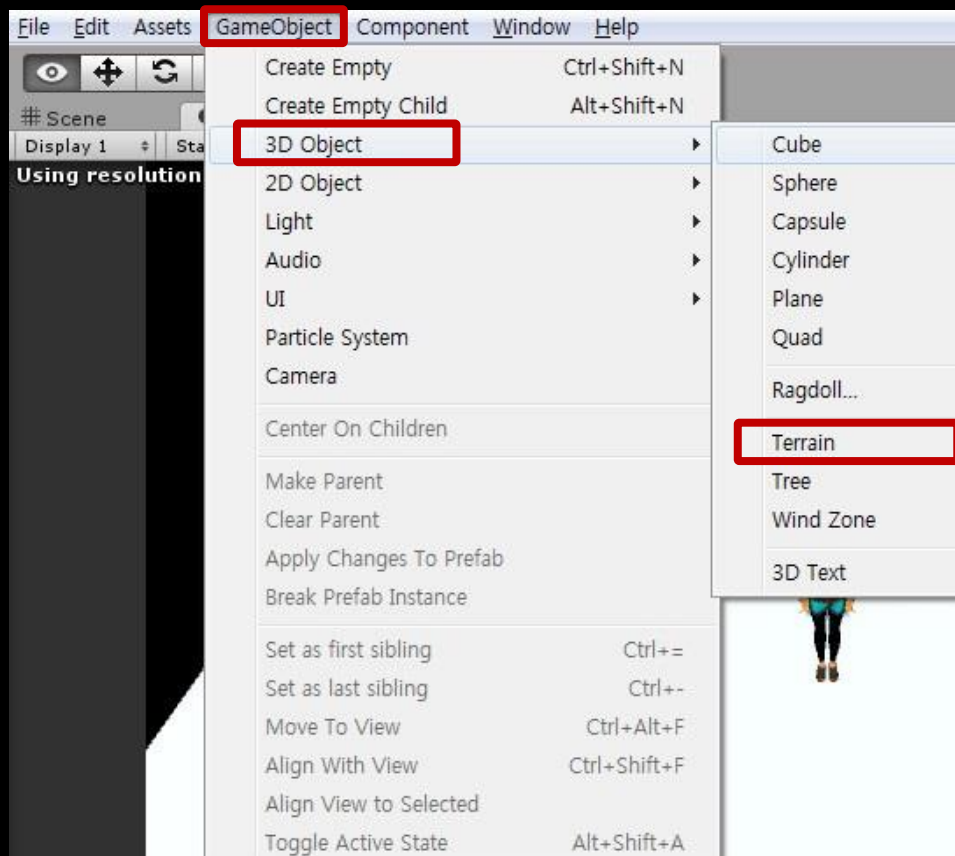 File Edit Assets GameObject Component Window Help
# Scene
Display 1 Sta
Using resolution
Create Empty Ctrl+Shift+N
Create Empty Child Alt+Shift+N
3D Object
2D Object
Light
Audio
UI
Particle System
Camera
Center On Children
Make Parent
Clear Parent
Apply Changes To Prefab
Break Prefab Instance
Set as first sibling Ctrl+=
Set as last sibling Ctrl+-
Move To View Ctrl+Alt+F
Align With View Ctrl+Shift+F
Align View to Selected
Toggle Active State Alt+Shift+A
Cube
Sphere
Capsule
Cylinder
Plane
Quad
Ragdoll...
Terrain
Tree
Wind Zone
3D Text